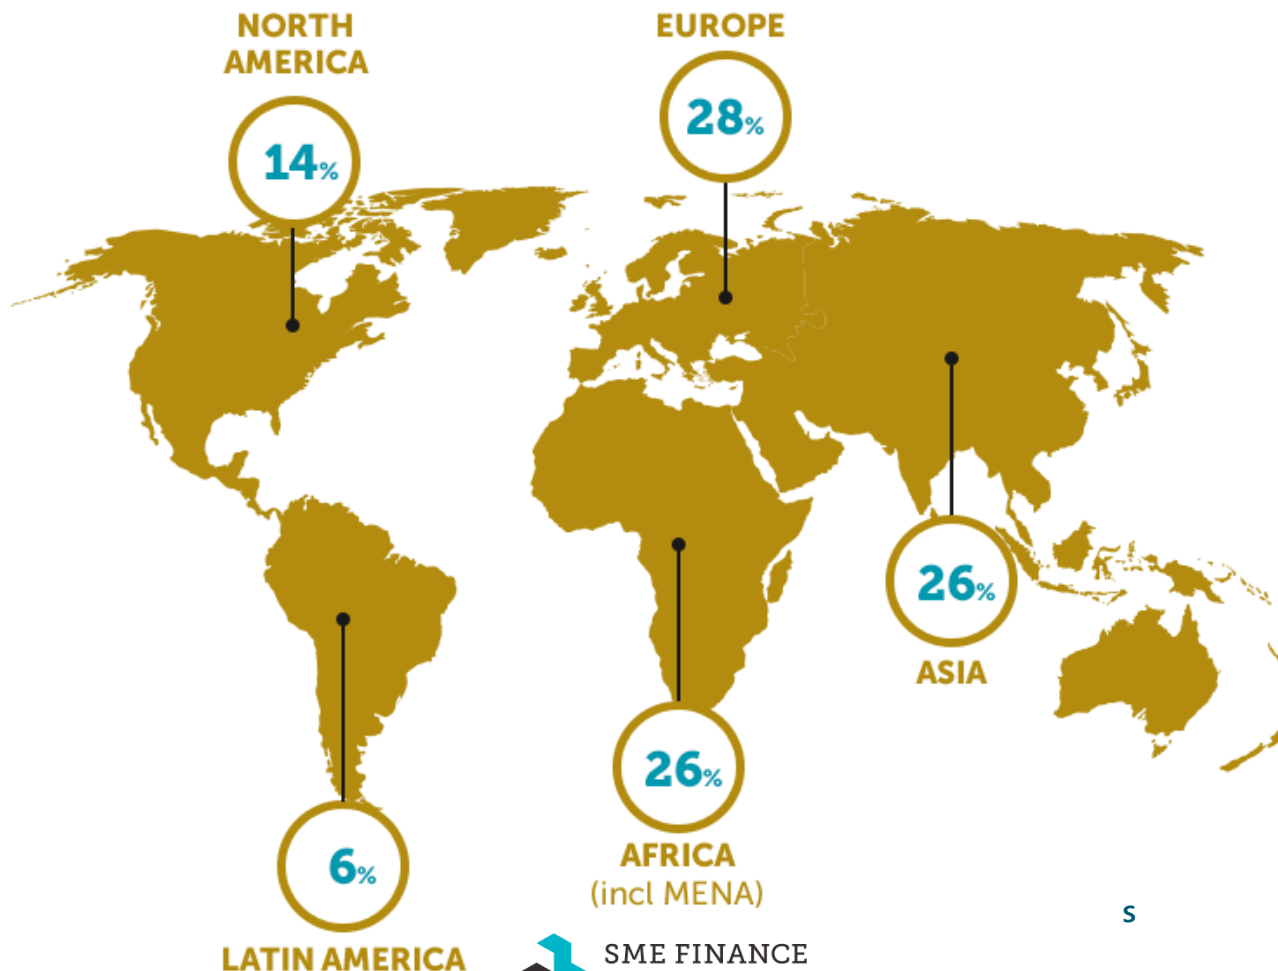 NORTH
AMERICA
14%
EUROPE
28%
26%
ASIA
26%
AFRICA
(incl MENA)
6%
LATIN AMERICA
S
SME FINANCE